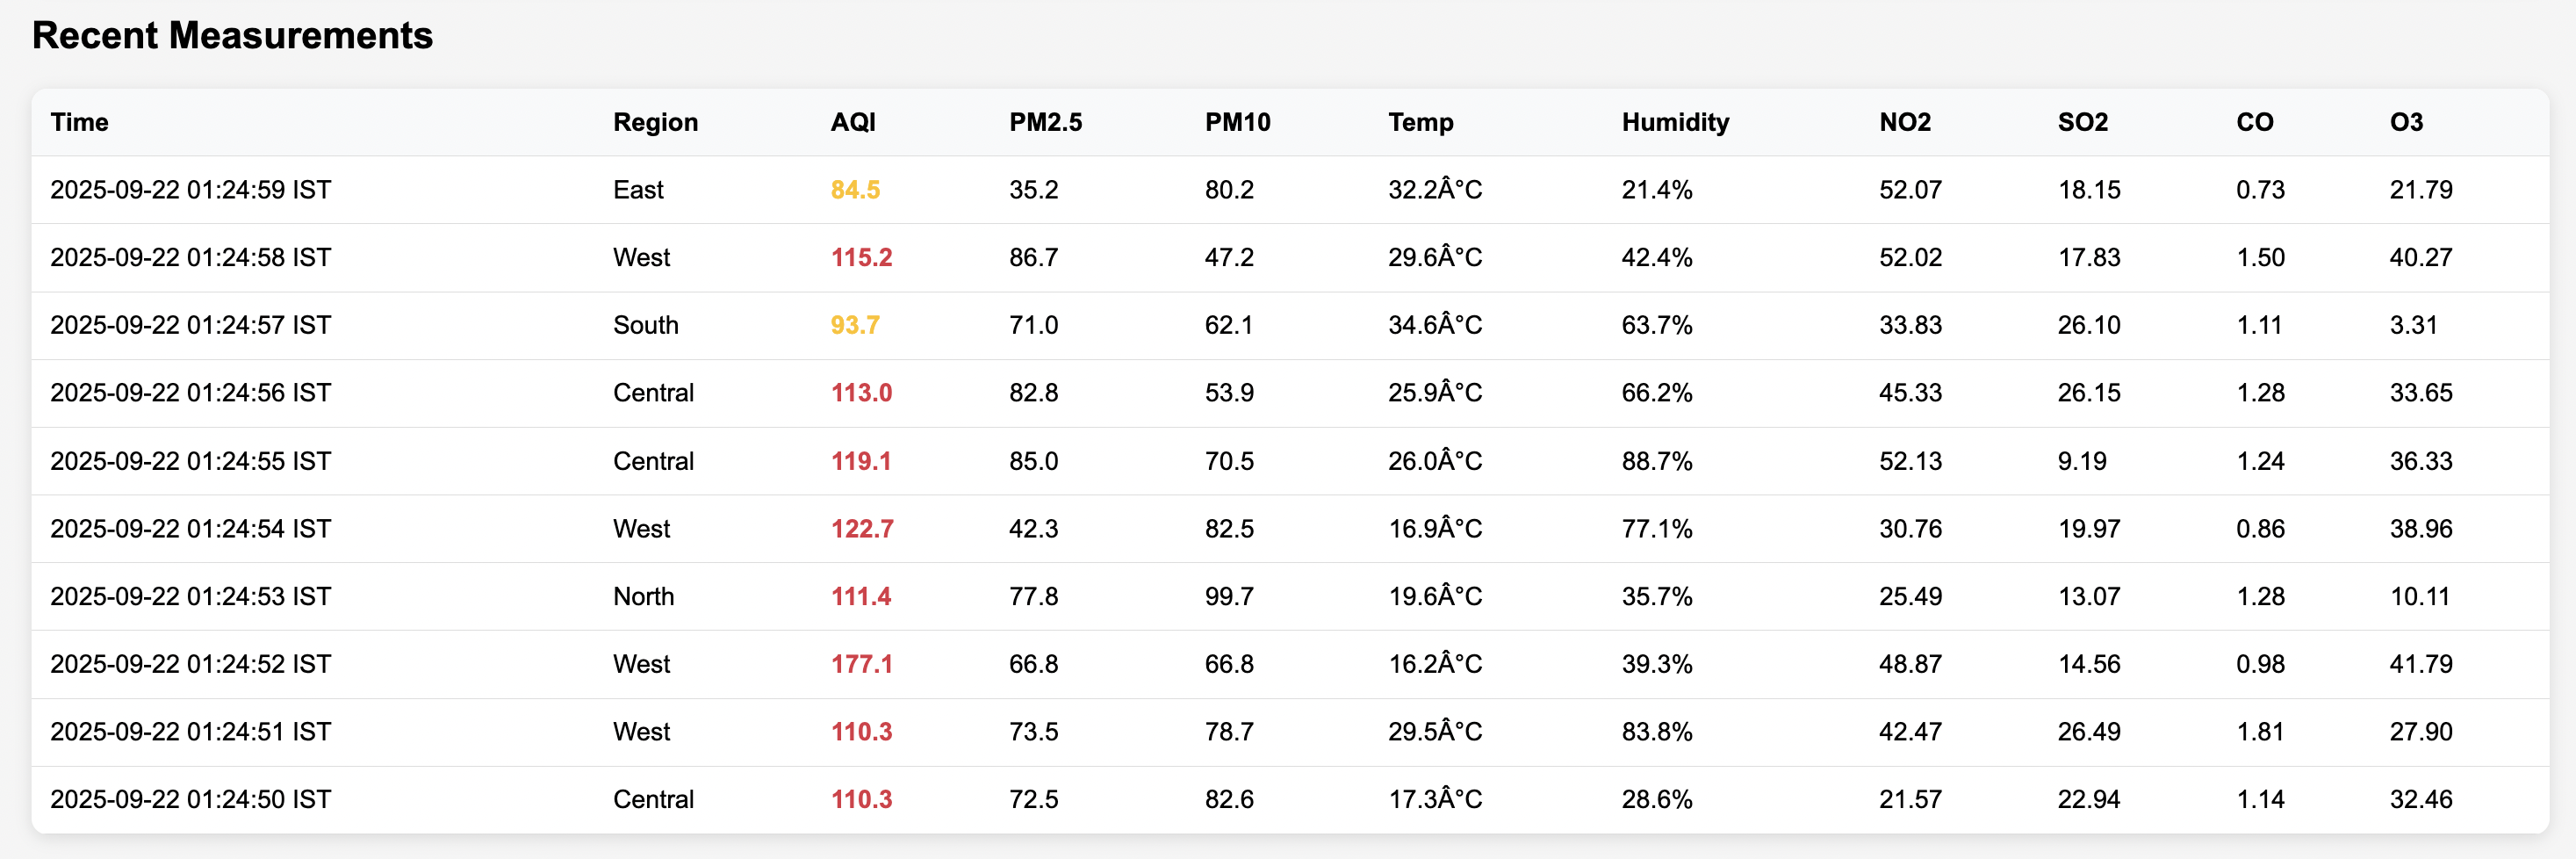 Recent Measurements
Time Region AQI PM2.5 PM10 Temp Humidity NO2 SO2 CO O3
2025-09-22 01:24:59 IST East 84.5 35.2 80.2 32.2Â°C 21.4% 52.07 18.15 0.73 21.79
2025-09-22 01:24:58 IST West 115.2 86.7 47.2 29.6Â°C 42.4% 52.02 17.83 1.50 40.27
2025-09-22 01:24:57 IST South 93.7 71.0 62.1 34.6Â°C 63.7% 33.83 26.10 1.11 3.31
2025-09-22 01:24:56 IST Central 113.0 82.8 53.9 25.9Â°C 66.2% 45.33 26.15 1.28 33.65
2025-09-22 01:24:55 IST Central 119.1 85.0 70.5 26.0Â°C 88.7% 52.13 9.19 1.24 36.33
2025-09-22 01:24:54 IST West 122.7 42.3 82.5 16.9Â°C 77.1% 30.76 19.97 0.86 38.96
2025-09-22 01:24:53 IST North 111.4 77.8 99.7 19.6Â°C 35.7% 25.49 13.07 1.28 10.11
2025-09-22 01:24:52 IST West 177.1 66.8 66.8 16.2Â°C 39.3% 48.87 14.56 0.98 41.79
2025-09-22 01:24:51 IST West 110.3 73.5 78.7 29.5Â°C 83.8% 42.47 26.49 1.81 27.90
2025-09-22 01:24:50 IST Central 110.3 72.5 82.6 17.3Â°C 28.6% 21.57 22.94 1.14 32.46